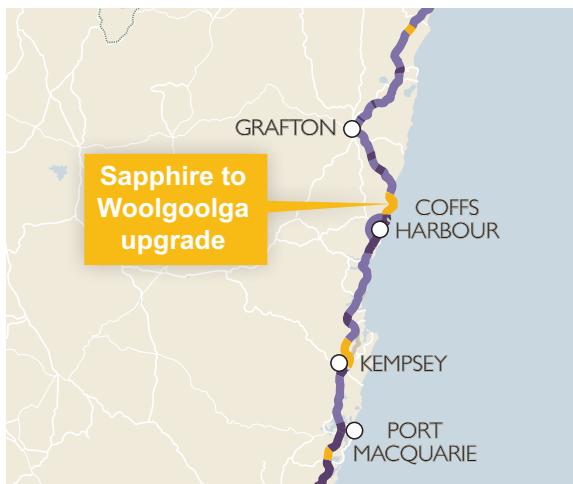 GRAFTON
Sapphire to
Woolgoolga
upgrade
COFFS
HARBOUR
KEMPSEY
PORT
MACQUARIE